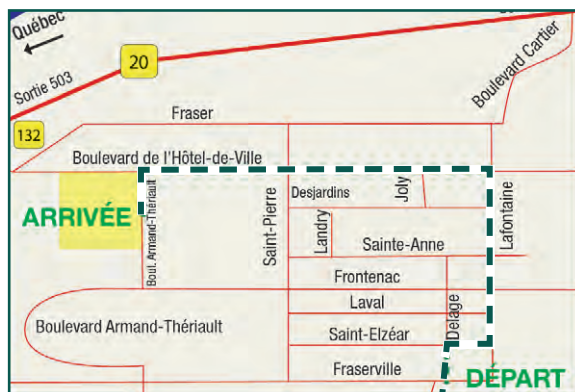 Québec
20
Sortie 503
Boulevard Cartier
Fraser
132
Boulevard de l'Hôtel-de-Ville
Bout. Armand-Thériault
Saint-Pierre
Desjardins
Joly
Landry
Lafontaine
ARRIVÉE
Sainte-Anne
Frontenac
Laval
Delage
Boulevard Armand-Thériault
Saint-Elzéar
Fraserville
DÉPART